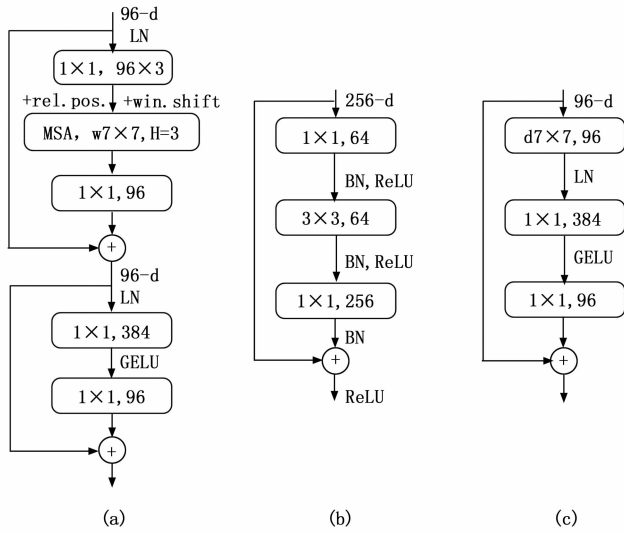 96-d
LN
1×1, 96×3
+rel.pos. +win.shift
MSA, w7×7,H=3
1×1,96
+
96-d
LN
1×1,384
GELU
1×1,96
+
(a)
256-d
1×1,64
BN,ReLU
3×3,64
BN,ReLU
1×1,256
BN
+
ReLU
(b)
96-d
d7×7,96
LN
1×1,384
GELU
1×1,96
+
(c)